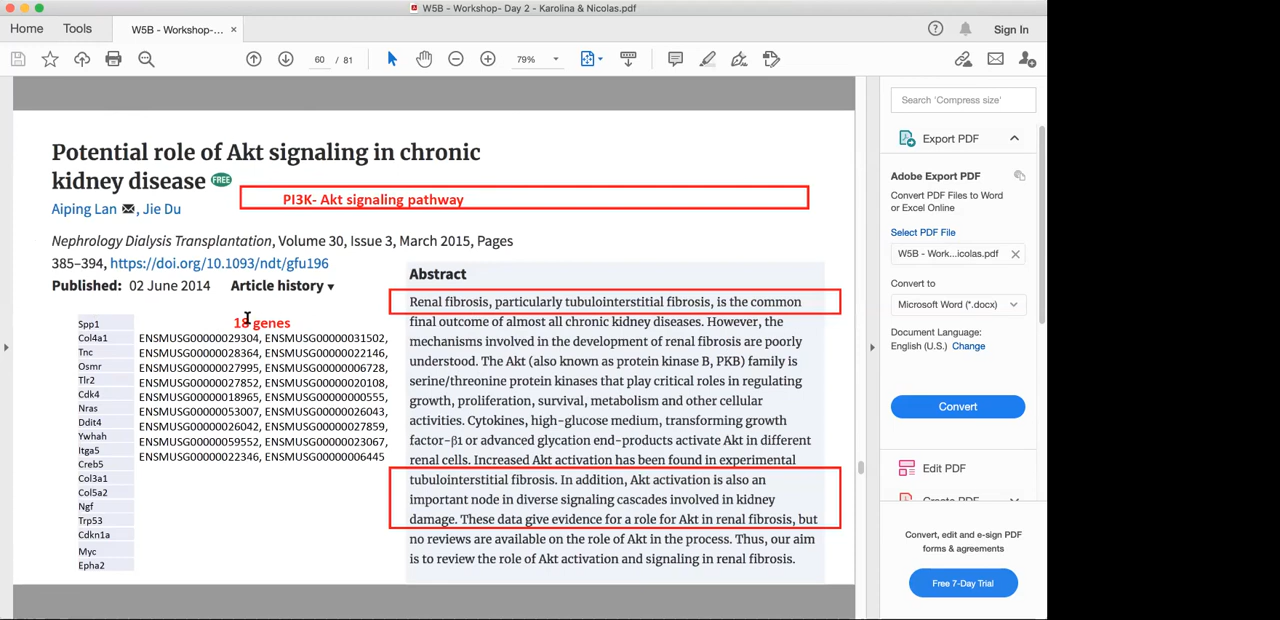 W5B - Workshop- Day 2 - Karolina & Nicolas.pdf
Home Tools W5B - Workshop-... × Sign In
60 / 81 79%
Potential role of Akt signaling in chronic
kidney disease FREE
PI3K- Akt signaling pathway
Aiping Lan, Jie Du
Nephrology Dialysis Transplantation, Volume 30, Issue 3, March 2015, Pages
385–394, https://doi.org/10.1093/ndt/gfu196
Published: 02 June 2014 Article history ▾
18 genes
Spp1
Col4a1
Tnc
Osmr
Tlr2
Cdk4
Nras
Ddit4
Ywhah
Itga5
Creb5
Col3a1
Col5a2
Ngf
Trp53
Cdkn1a
Myc
Epha2
ENSMUSG00000029304, ENSMUSG00000031502,
ENSMUSG00000028364, ENSMUSG00000022146,
ENSMUSG00000027995, ENSMUSG00000006728,
ENSMUSG00000027852, ENSMUSG00000020108,
ENSMUSG00000018965, ENSMUSG00000000555,
ENSMUSG00000053007, ENSMUSG00000026043,
ENSMUSG00000026042, ENSMUSG00000027859,
ENSMUSG00000059552, ENSMUSG00000023067,
ENSMUSG00000022346, ENSMUSG00000006445
Abstract
Renal fibrosis, particularly tubulointerstitial fibrosis, is the common
final outcome of almost all chronic kidney diseases. However, the
mechanisms involved in the development of renal fibrosis are poorly
understood. The Akt (also known as protein kinase B, PKB) family is
serine/threonine protein kinases that play critical roles in regulating
growth, proliferation, survival, metabolism and other cellular
activities. Cytokines, high-glucose medium, transforming growth
factor-β1 or advanced glycation end-products activate Akt in different
renal cells. Increased Akt activation has been found in experimental
tubulointerstitial fibrosis. In addition, Akt activation is also an
important node in diverse signaling cascades involved in kidney
damage. These data give evidence for a role for Akt in renal fibrosis, but
no reviews are available on the role of Akt in the process. Thus, our aim
is to review the role of Akt activation and signaling in renal fibrosis.
Search 'Compress size'
Export PDF
Adobe Export PDF
Convert PDF Files to Word
or Excel Online
Select PDF File
W5B - Work...icolas.pdf
Convert to
Microsoft Word (*.docx)
Document Language:
English (U.S.) Change
Convert
Edit PDF
Create PDF
Convert, edit and e-sign PDF
forms & agreements
Free 7-Day Trial